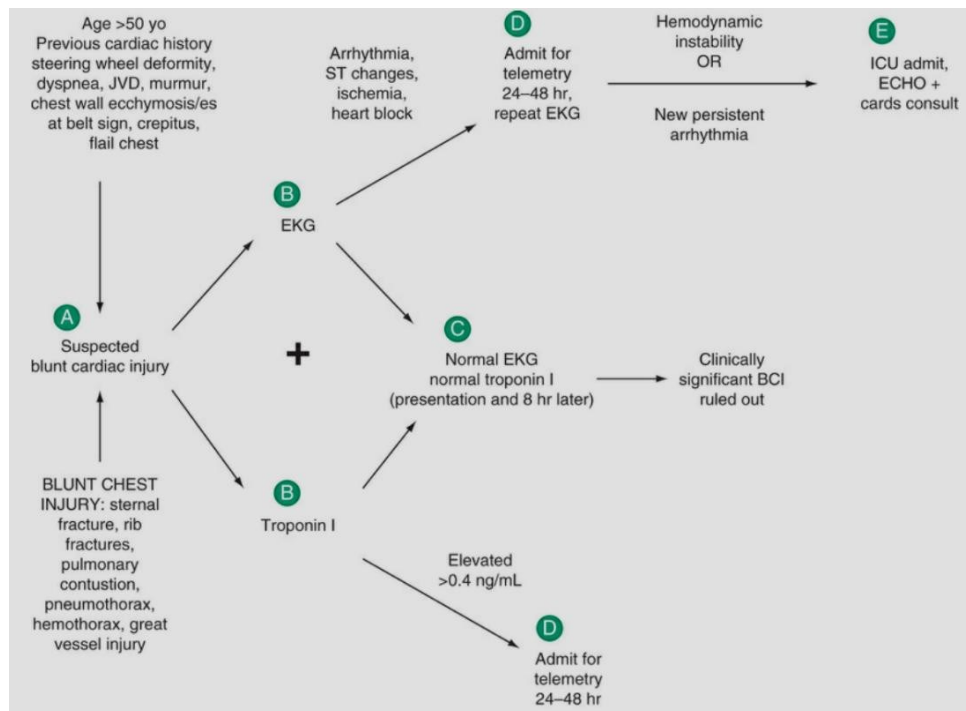 Age >50 yo
Previous cardiac history
steering wheel deformity,
dyspnea, JVD, murmur,
chest wall ecchymosis/es
at belt sign, crepitus,
flail chest
Arrhythmia,
ST changes,
ischemia,
heart block
D
Admit for
telemetry
24–48 hr,
repeat EKG
Hemodynamic
instability
OR
New persistent
arrhythmia
E
ICU admit,
ECHO +
cards consult
B
EKG
A
Suspected
blunt cardiac injury
+
C
Normal EKG
normal troponin I
(presentation and 8 hr later)
Clinically
significant BCI
ruled out
BLUNT CHEST
INJURY: sternal
fracture, rib
fractures,
pulmonary
contustion,
pneumothorax,
hemothorax, great
vessel injury
B
Troponin I
Elevated
>0.4 ng/mL
D
Admit for
telemetry
24–48 hr